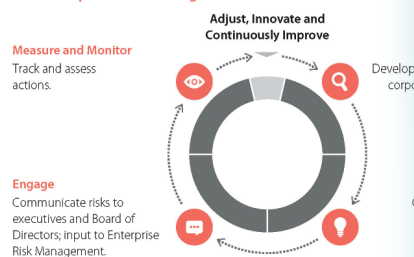 Adjust, Innovate and
Continuously Improve
Measure and Monitor
Track and assess
actions.
Engage
Communicate risks to
executives and Board of
Directors; input to Enterprise
Risk Management.